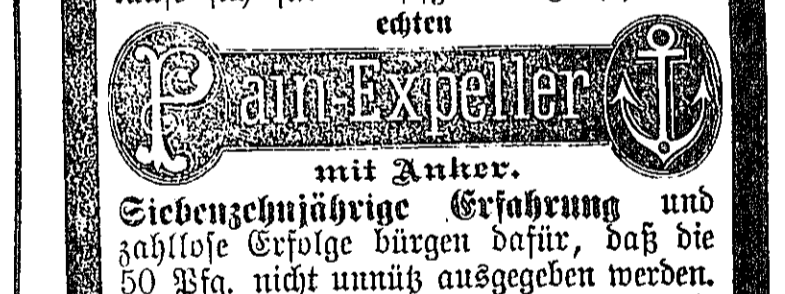 echten
Pain-Expeller
mit Anker.
Siebenzehnjährige Erfahrung und
zahllose Erfolge bürgen dafür, daß die
50 Pfg. nicht unnütz ausgegeben werden.